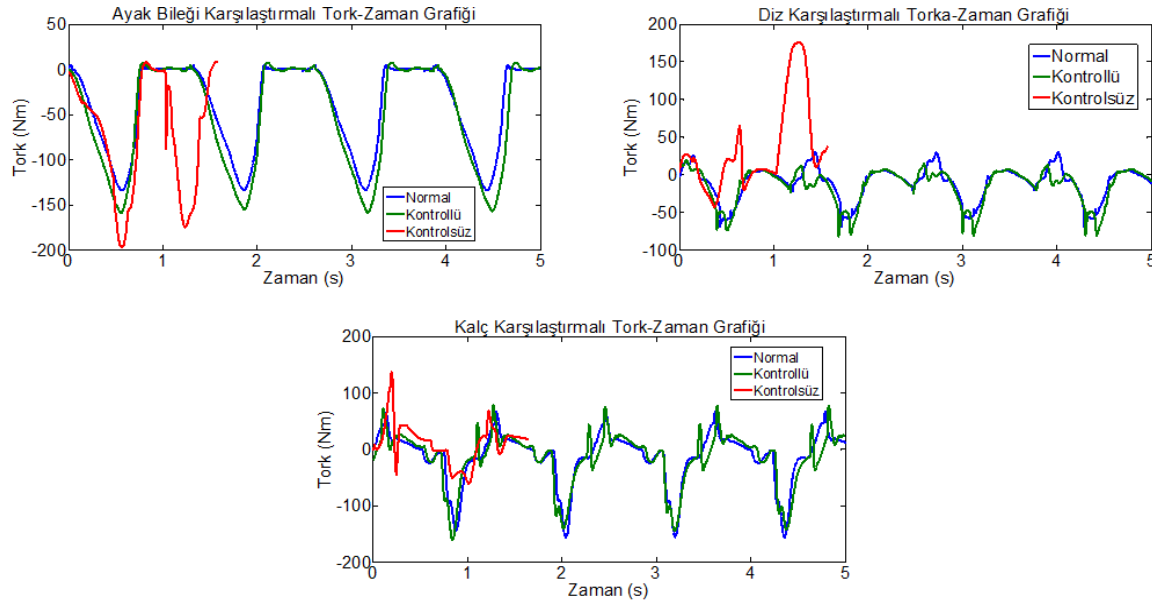 Ayak Bileği Karşılaştırmalı Tork-Zaman Grafiği
50
0
-50
-100
-150
-200
Tork (Nm)
Normal
Kontrollü
Kontrolsüz
0 1 2 3 4 5
Zaman (s)
Diz Karşılaştırmalı Torka-Zaman Grafiği
200
150
100
50
0
-50
-100
Tork (Nm)
Normal
Kontrollü
Kontrolsüz
0 1 2 3 4 5
Zaman (s)
Kalç Karşılaştırmalı Tork-Zaman Grafiği
200
100
0
-100
-200
Tork (Nm)
Normal
Kontrollü
Kontrolsüz
0 1 2 3 4 5
Zaman (s)